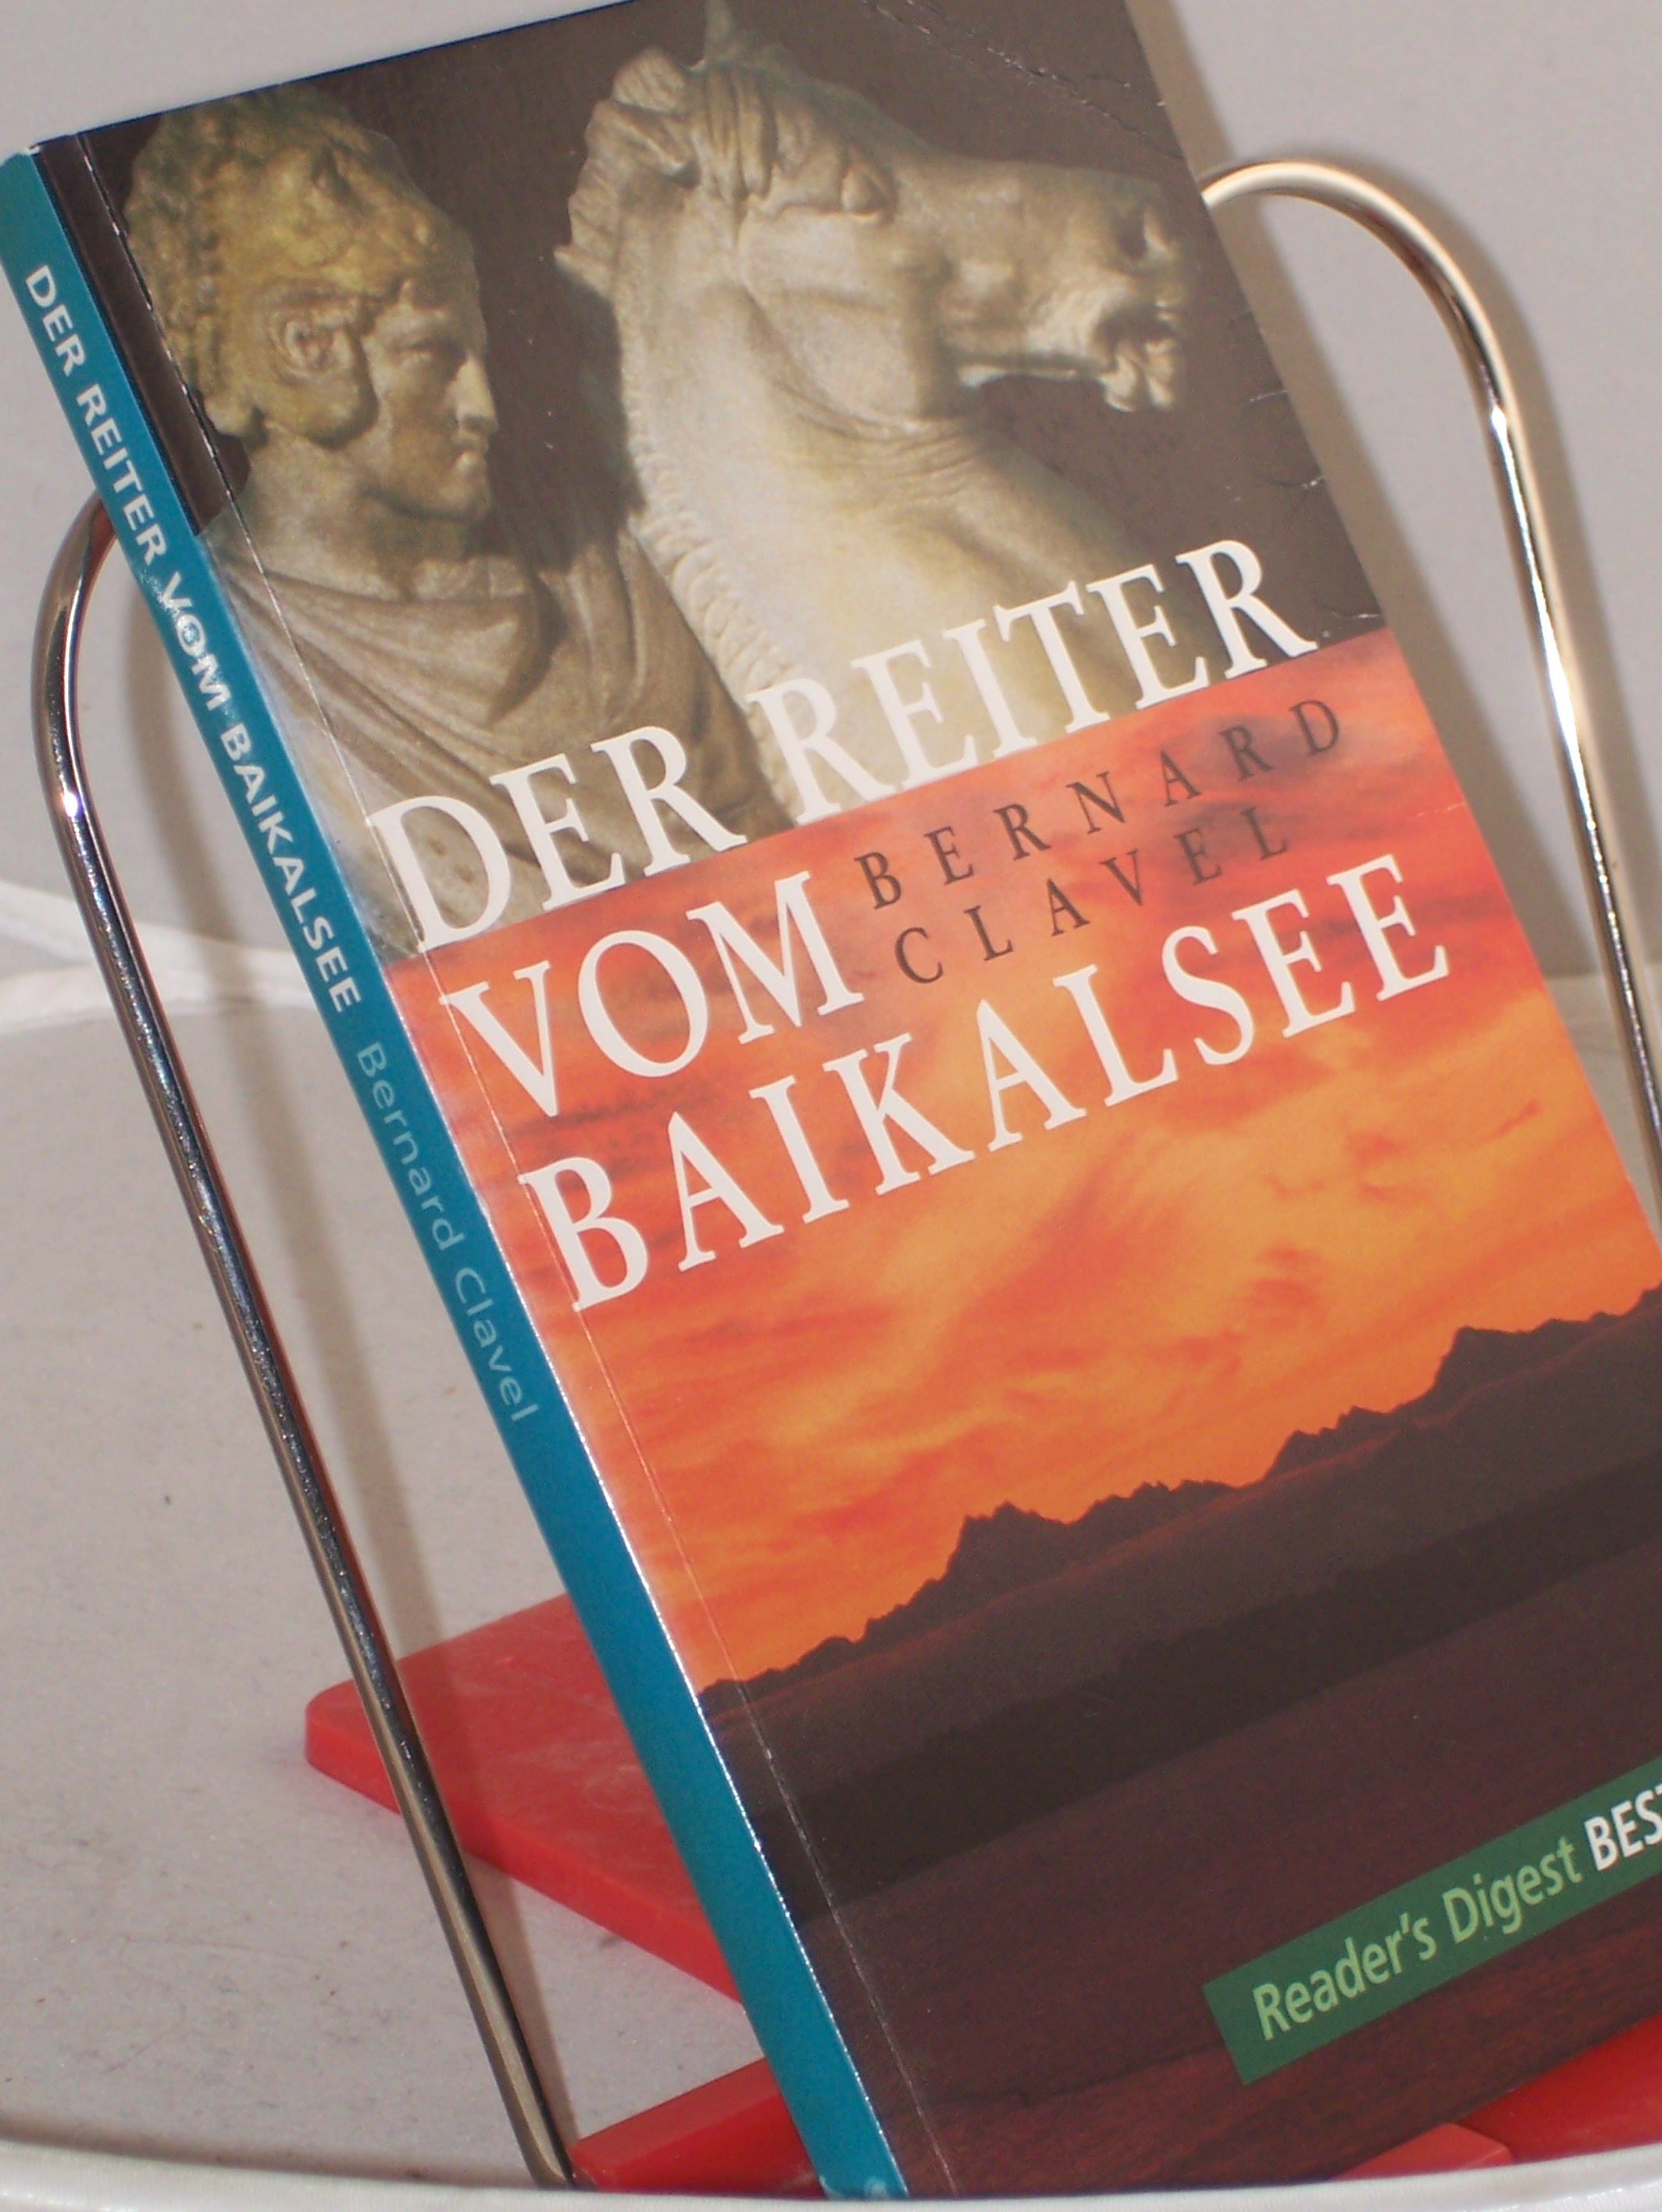 DER REITER VOM BAIKALSEE Bernard Clavel
DER REITER
BERNARD
VOM
CLAVEL
BAIKALSEE
Reader's Digest